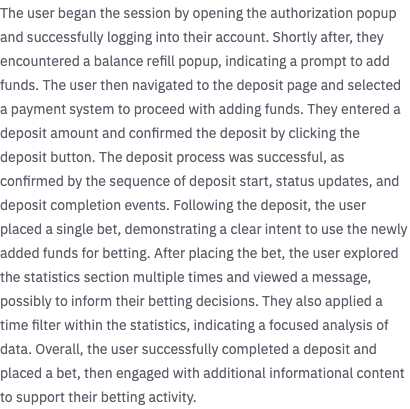 The user began the session by opening the authorization popup
and successfully logging into their account. Shortly after, they
encountered a balance refill popup, indicating a prompt to add
funds. The user then navigated to the deposit page and selected
a payment system to proceed with adding funds. They entered a
deposit amount and confirmed the deposit by clicking the
deposit button. The deposit process was successful, as
confirmed by the sequence of deposit start, status updates, and
deposit completion events. Following the deposit, the user
placed a single bet, demonstrating a clear intent to use the newly
added funds for betting. After placing the bet, the user explored
the statistics section multiple times and viewed a message,
possibly to inform their betting decisions. They also applied a
time filter within the statistics, indicating a focused analysis of
data. Overall, the user successfully completed a deposit and
placed a bet, then engaged with additional informational content
to support their betting activity.